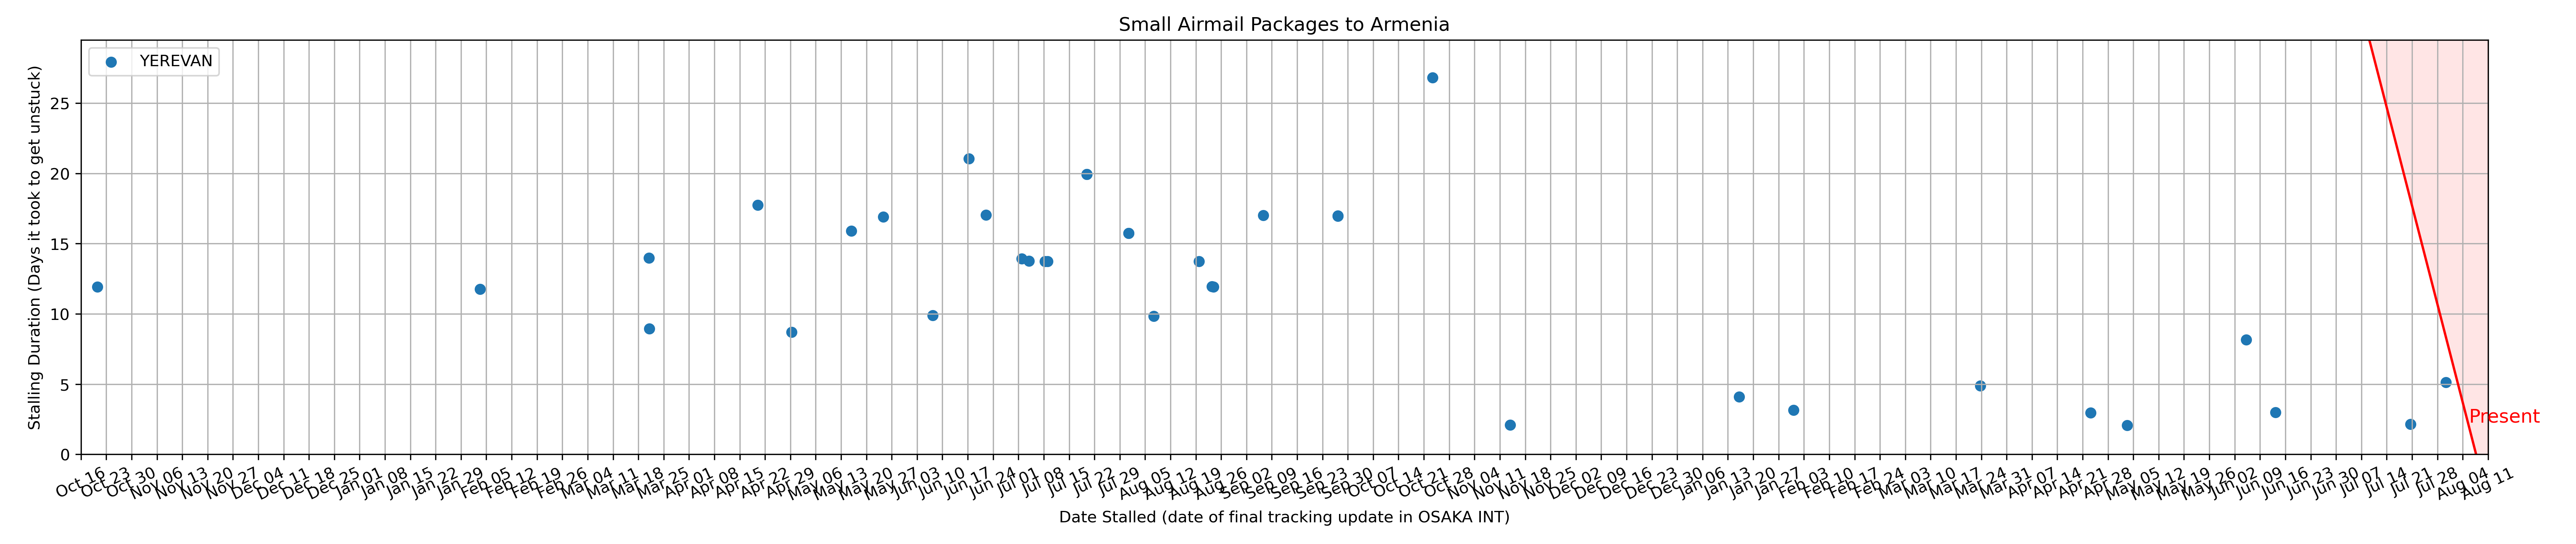 Small Airmail Packages to Armenia
YEREVAN
Stalling Duration (Days it took to get unstuck)
25
20
15
10
5
0
Present
Oct 16
Oct 23
Oct 30
Nov 06
Nov 13
Nov 20
Nov 27
Dec 04
Dec 11
Dec 18
Dec 25
Jan 01
Jan 08
Jan 15
Jan 22
Jan 29
Feb 05
Feb 12
Feb 19
Feb 26
Mar 04
Mar 11
Mar 18
Mar 25
Apr 01
Apr 08
Apr 15
Apr 22
Apr 29
May 06
May 13
May 20
May 27
Jun 03
Jun 10
Jun 17
Jun 24
Jul 01
Jul 08
Jul 15
Jul 22
Jul 29
Aug 05
Aug 12
Aug 19
Aug 26
Sep 02
Sep 09
Sep 16
Sep 23
Sep 30
Oct 07
Oct 14
Oct 21
Oct 28
Nov 04
Nov 11
Nov 18
Nov 25
Dec 02
Dec 09
Dec 16
Dec 23
Dec 30
Jan 06
Jan 13
Jan 20
Jan 27
Feb 03
Feb 10
Feb 17
Feb 24
Mar 03
Mar 10
Mar 17
Mar 24
Mar 31
Apr 07
Apr 14
Apr 21
Apr 28
May 05
May 12
May 19
May 26
Jun 02
Jun 09
Jun 16
Jun 23
Jun 30
Jul 07
Jul 14
Jul 21
Jul 28
Aug 04
Aug 11
Date Stalled (date of final tracking update in OSAKA INT)